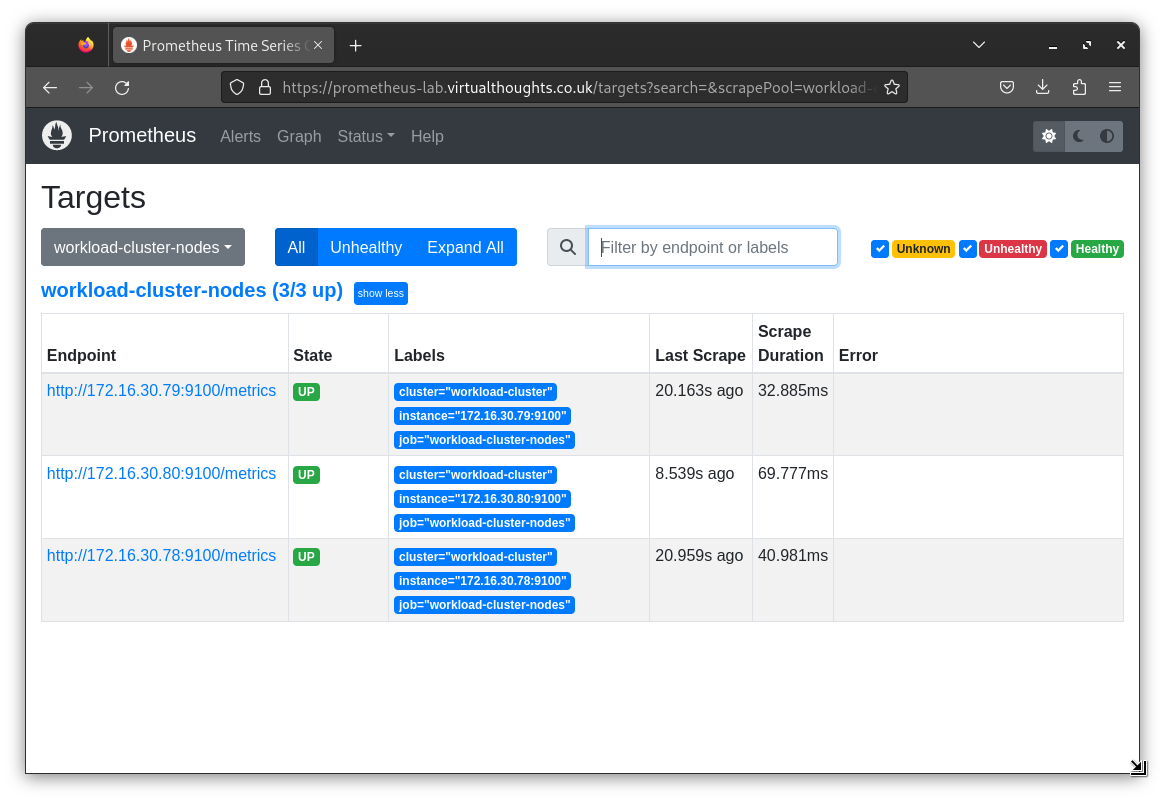 Prometheus Time Series
https://prometheus-lab.virtualthoughts.co.uk/targets?search=&scrapePool=workload-
Prometheus Alerts Graph Status Help
Targets
workload-cluster-nodes All Unhealthy Expand All Filter by endpoint or labels Unknown Unhealthy Healthy
workload-cluster-nodes (3/3 up) show less
Endpoint State Labels Last Scrape Scrape Duration Error
http://172.16.30.79:9100/metrics UP cluster="workload-cluster" 20.163s ago 32.885ms
instance="172.16.30.79:9100"
job="workload-cluster-nodes"
http://172.16.30.80:9100/metrics UP cluster="workload-cluster" 8.539s ago 69.777ms
instance="172.16.30.80:9100"
job="workload-cluster-nodes"
http://172.16.30.78:9100/metrics UP cluster="workload-cluster" 20.959s ago 40.981ms
instance="172.16.30.78:9100"
job="workload-cluster-nodes"